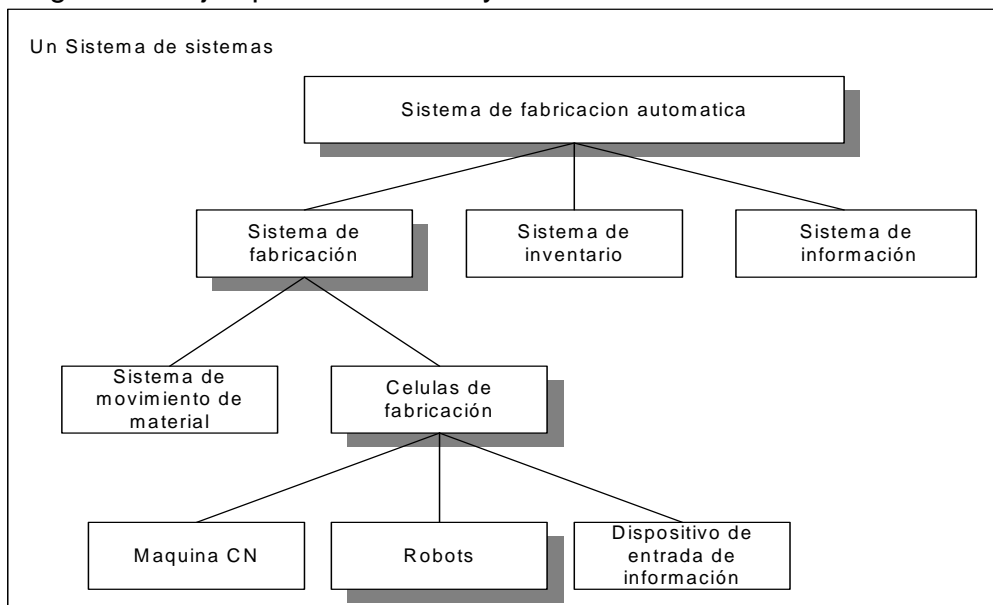 Un Sistema de sistemas
Sistema de fabricacion automatica
Sistema de
fabricación
Sistema de
inventario
Sistema de
información
Sistema de
movimiento de
material
Celulas de
fabricación
Maquina CN
Robots
Dispositivo de
entrada de
información